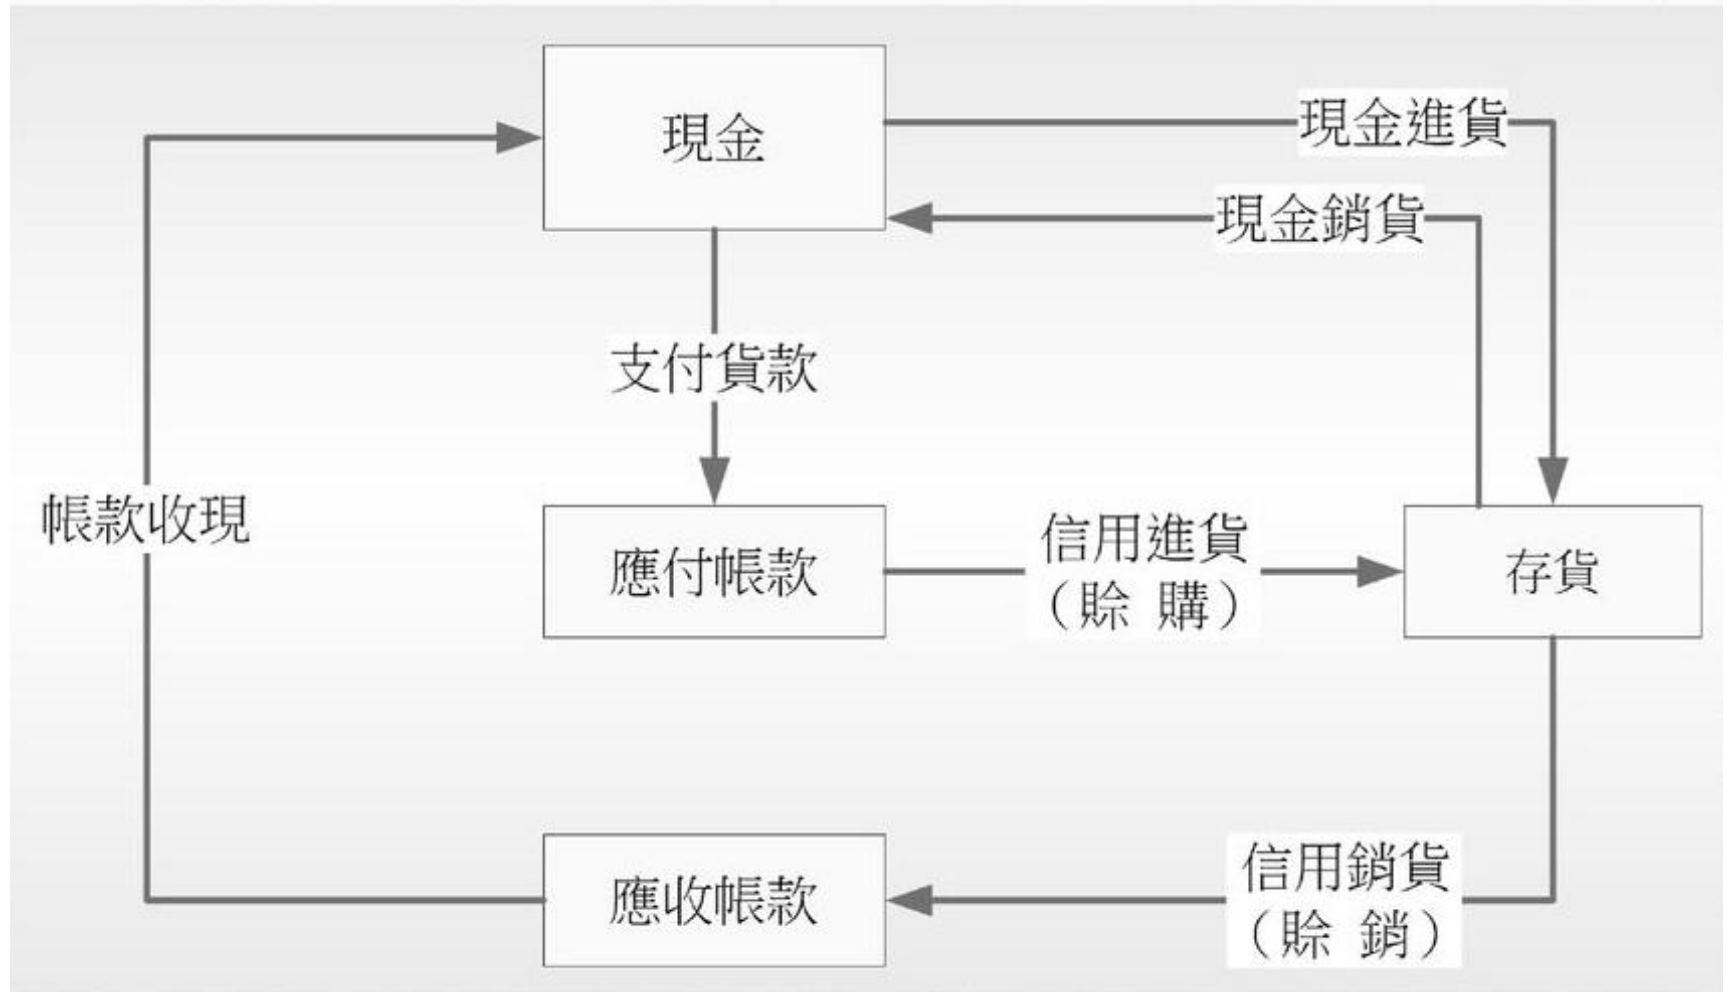 現金
現金進貨
現金銷貨
支付貨款
帳款收現
應付帳款
信用進貨
（賒 購）
存貨
應收帳款
信用銷貨
（賒 銷）